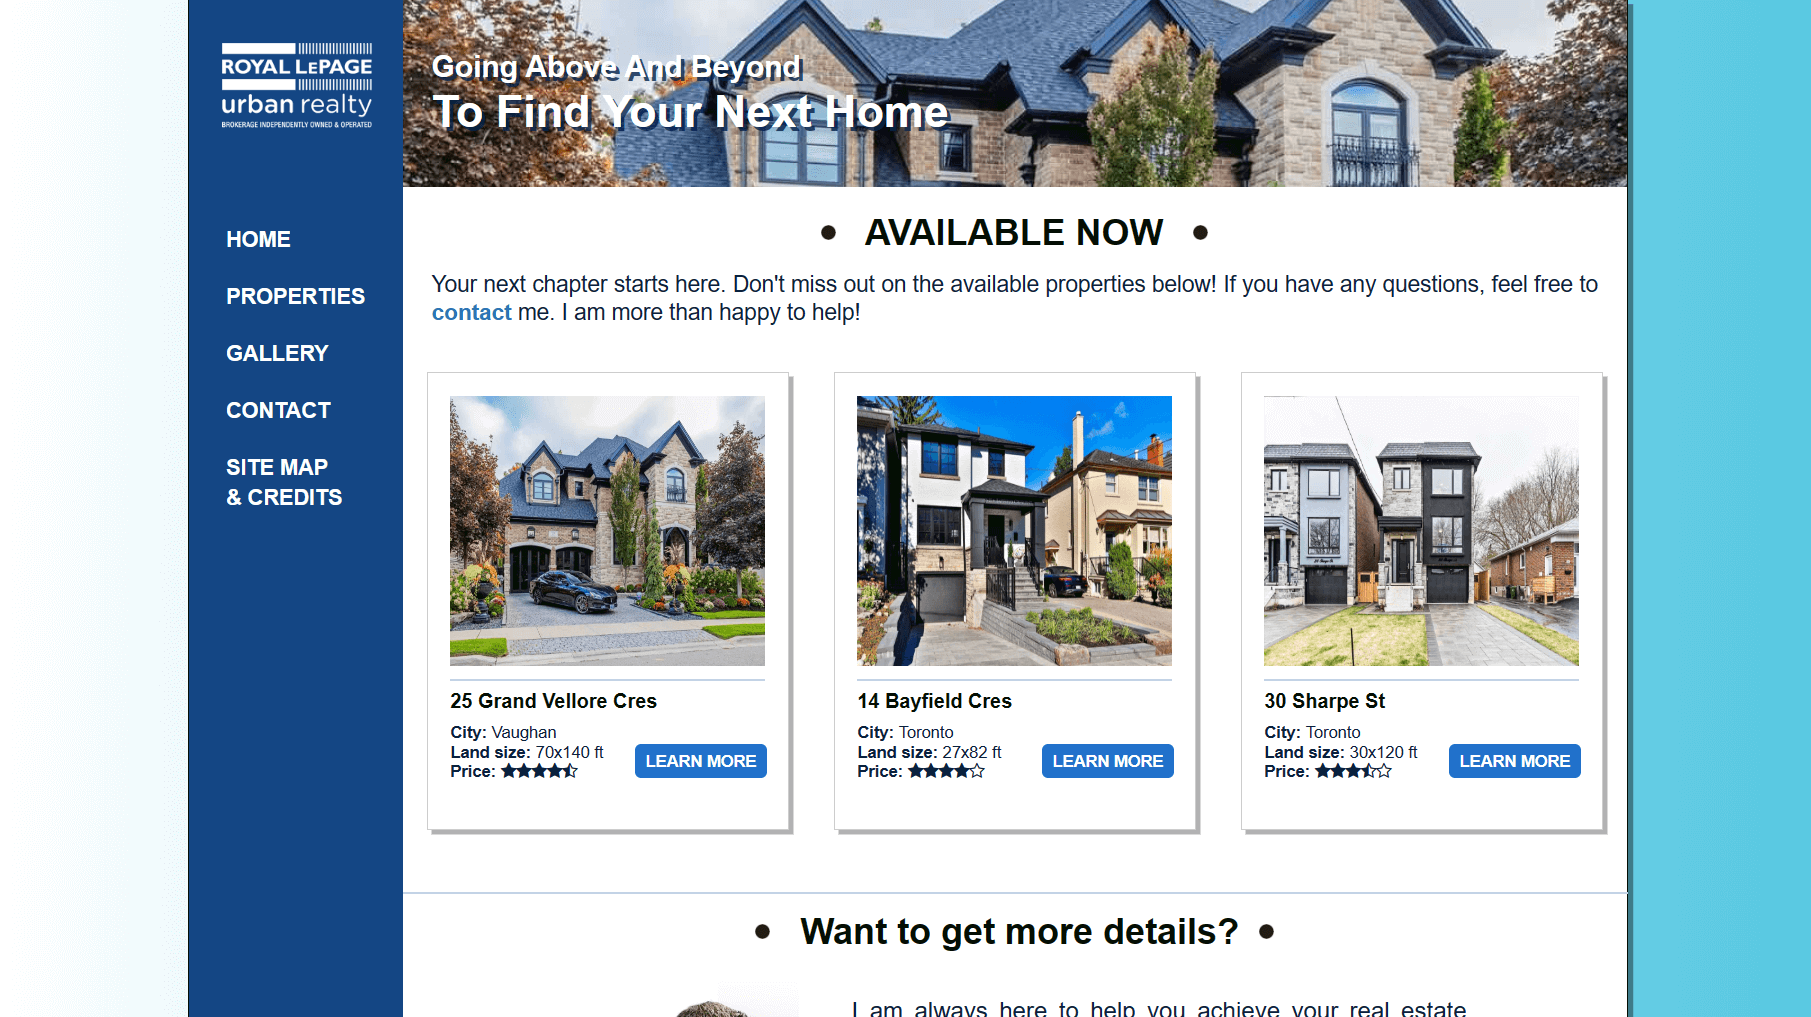 ROYAL LEPAGE
urban realty
BROKERAGE INDEPENDENTLY OWNED & OPERATED
HOME
PROPERTIES
GALLERY
CONTACT
SITE MAP
& CREDITS
Going Above And Beyond
To Find Your Next Home
• AVAILABLE NOW •
Your next chapter starts here. Don't miss out on the available properties below! If you have any questions, feel free to
contact me. I am more than happy to help!
25 Grand Vellore Cres
City: Vaughan
Land size: 70x140 ft
Price:
LEARN MORE
14 Bayfield Cres
City: Toronto
Land size: 27x82 ft
Price:
LEARN MORE
30 Sharpe St
City: Toronto
Land size: 30x120 ft
Price:
LEARN MORE
• Want to get more details? •
I am always here to help you achieve your real estate